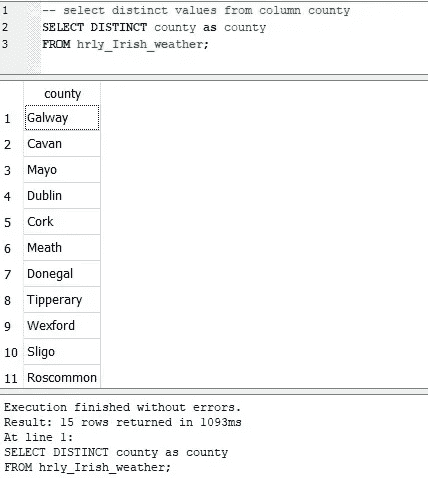 1 -- select distinct values from column county
2 SELECT DISTINCT county as county
3 FROM hrly_Irish_weather;
county
1 Galway
2 Cavan
3 Mayo
4 Dublin
5 Cork
6 Meath
7 Donegal
8 Tipperary
9 Wexford
10 Sligo
11 Roscommon
Execution finished without errors.
Result: 15 rows returned in 1093ms
At line 1:
SELECT DISTINCT county as county
FROM hrly_Irish_weather;